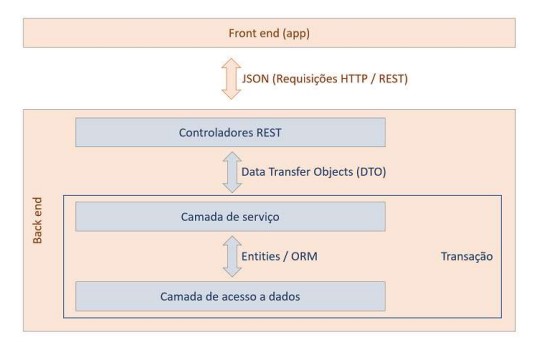 Front end (app)
JSON (Requisições HTTP / REST)
Back end
Controladores REST
Data Transfer Objects (DTO)
Camada de serviço
Entities / ORM
Transação
Camada de acesso a dados